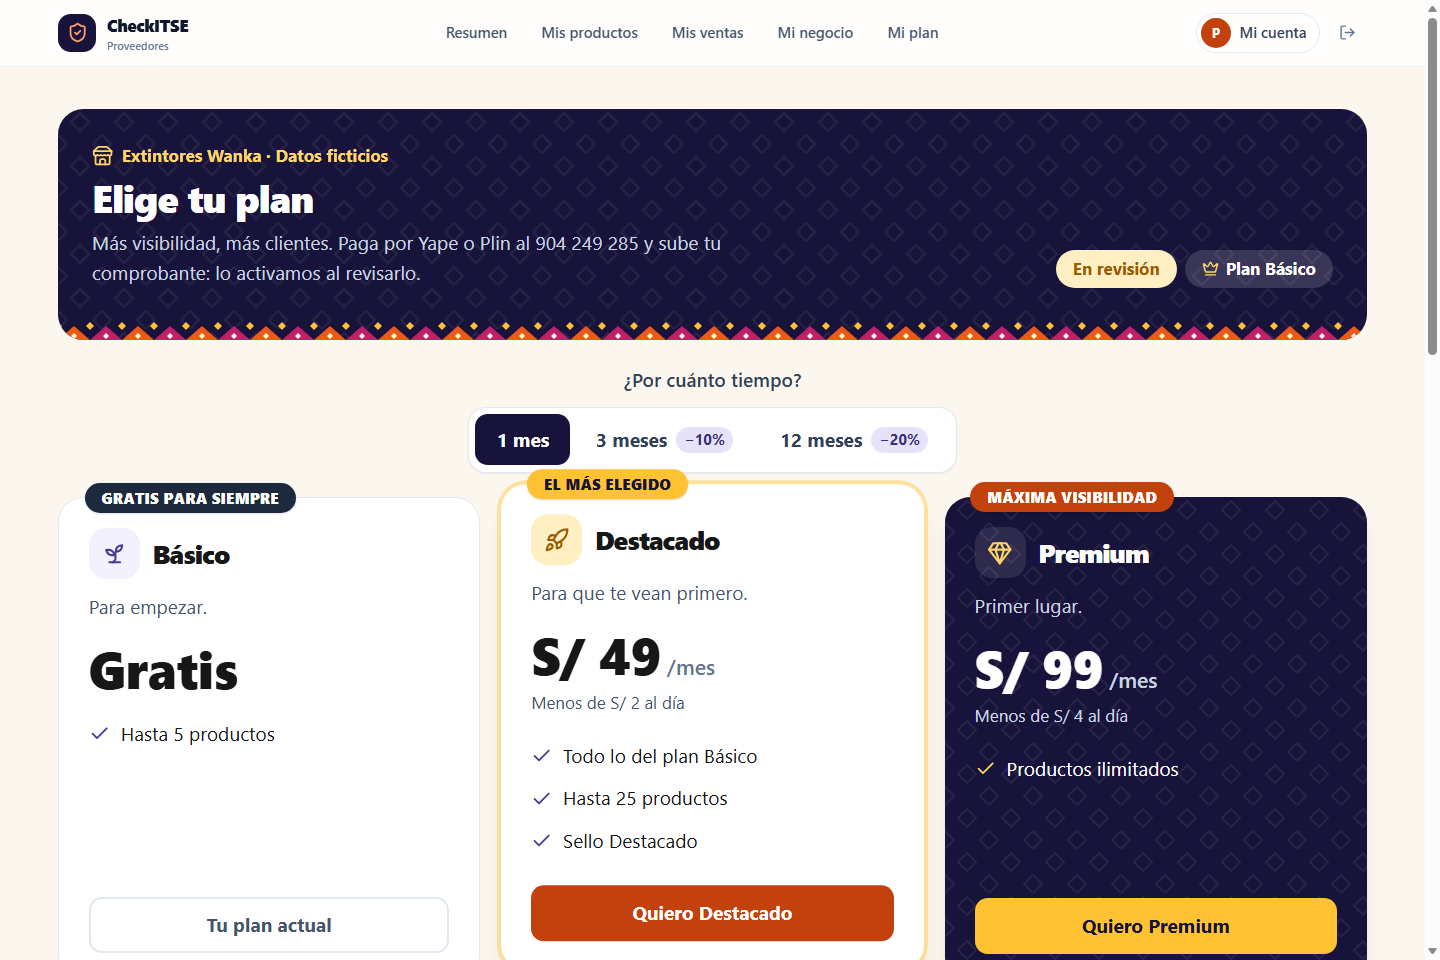 CheckITSE
Proveedores
Resumen
Mis productos
Mis ventas
Mi negocio
Mi plan
P
Mi cuenta
Extintores Wanka · Datos ficticios
Elige tu plan
Más visibilidad, más clientes. Paga por Yape o Plin al 904 249 285 y sube tu
comprobante: lo activamos al revisarlo.
En revisión
Plan Básico
¿Por cuánto tiempo?
1 mes
3 meses −10%
12 meses −20%
GRATIS PARA SIEMPRE
Básico
Para empezar.
Gratis
Hasta 5 productos
Tu plan actual
EL MÁS ELEGIDO
Destacado
Para que te vean primero.
S/ 49 /mes
Menos de S/ 2 al día
Todo lo del plan Básico
Hasta 25 productos
Sello Destacado
Quiero Destacado
MÁXIMA VISIBILIDAD
Premium
Primer lugar.
S/ 99 /mes
Menos de S/ 4 al día
Productos ilimitados
Quiero Premium